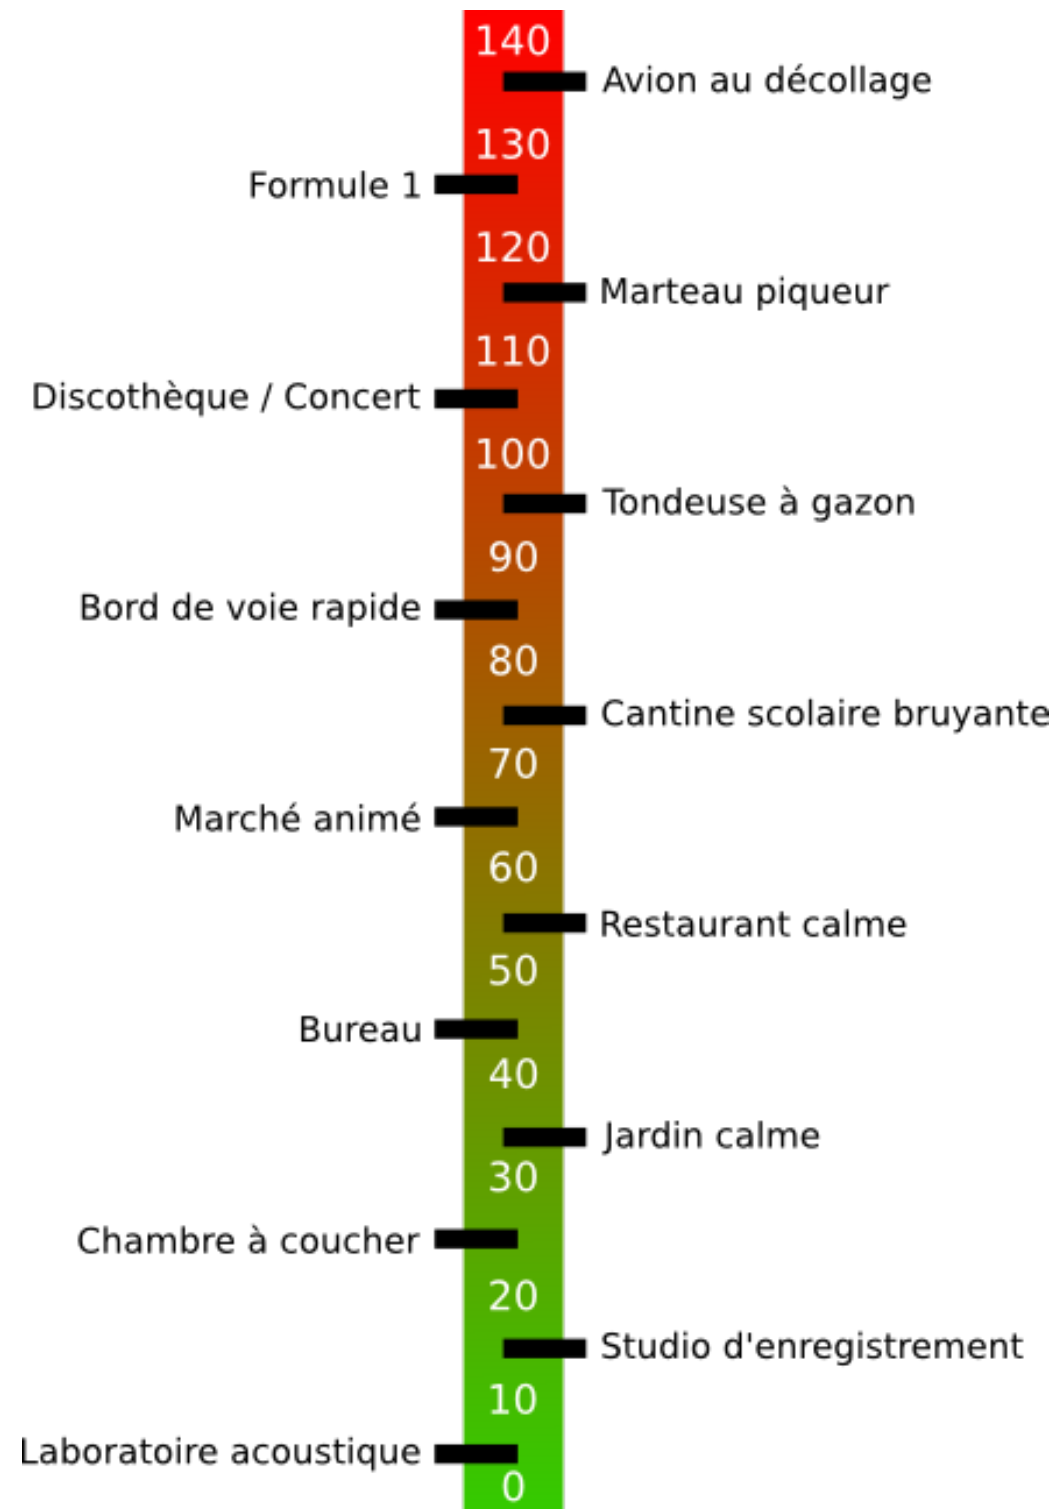 140
Avion au décollage
130
Formule 1
120
Marteau piqueur
110
Discothèque / Concert
100
Tondeuse à gazon
90
Bord de voie rapide
80
Cantine scolaire bruyante
70
Marché animé
60
Restaurant calme
50
Bureau
40
Jardin calme
30
Chambre à coucher
20
Studio d'enregistrement
10
Laboratoire acoustique
0